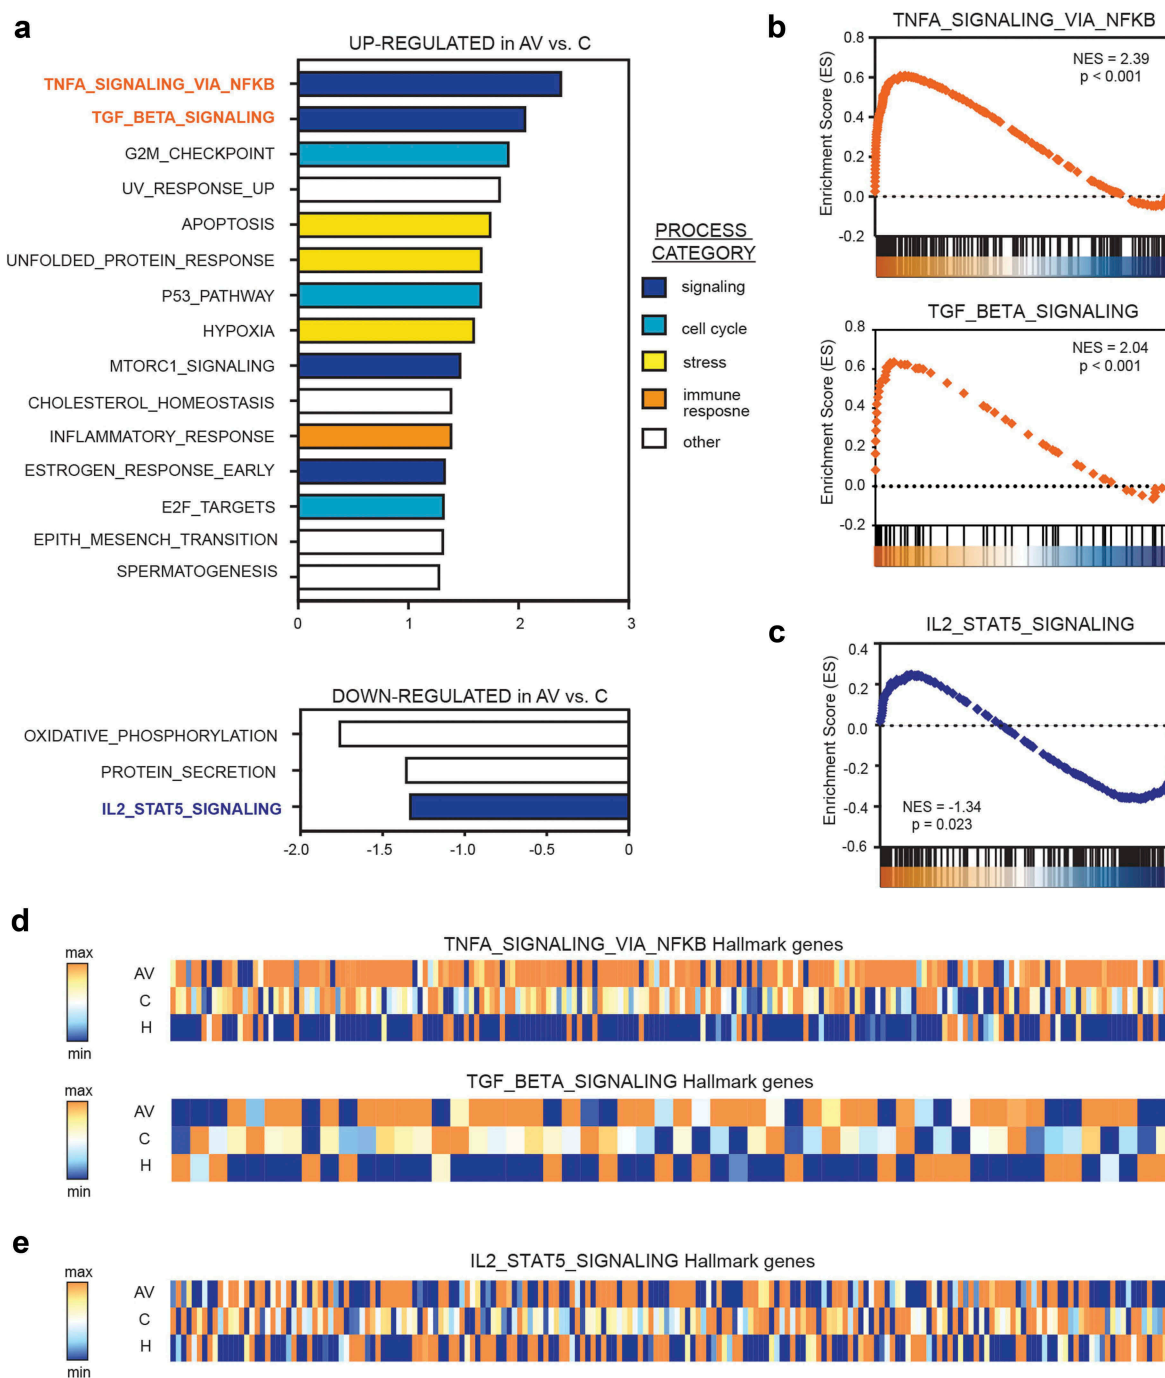 a
UP-REGULATED in AV vs. C
TNFA_SIGNALING_VIA_NFKB
TGF_BETA_SIGNALING
G2M_CHECKPOINT
UV_RESPONSE_UP
APOPTOSIS
UNFOLDED_PROTEIN_RESPONSE
P53_PATHWAY
HYPOXIA
MTORC1_SIGNALING
CHOLESTEROL_HOMEOSTASIS
INFLAMMATORY_RESPONSE
ESTROGEN_RESPONSE_EARLY
E2F_TARGETS
EPITH_MESENCH_TRANSITION
SPERMATOGENESIS
0 1 2 3
PROCESS
CATEGORY
signaling
cell cycle
stress
immune
resposne
other
DOWN-REGULATED in AV vs. C
OXIDATIVE_PHOSPHORYLATION
PROTEIN_SECRETION
IL2_STAT5_SIGNALING
-2.0 -1.5 -1.0 -0.5 0
b
TNFA_SIGNALING_VIA_NFKB
Enrichment Score (ES)
0.8
0.6
0.4
0.2
0.0
-0.2
NES = 2.39
p < 0.001
TGF_BETA_SIGNALING
Enrichment Score (ES)
0.8
0.6
0.4
0.2
0.0
-0.2
NES = 2.04
p < 0.001
c
IL2_STAT5_SIGNALING
Enrichment Score (ES)
0.4
0.2
0.0
-0.2
-0.4
-0.6
NES = -1.34
p = 0.023
d
TNFA_SIGNALING_VIA_NFKB Hallmark genes
max
min
AV
C
H
TGF_BETA_SIGNALING Hallmark genes
max
min
AV
C
H
e
IL2_STAT5_SIGNALING Hallmark genes
max
min
AV
C
H